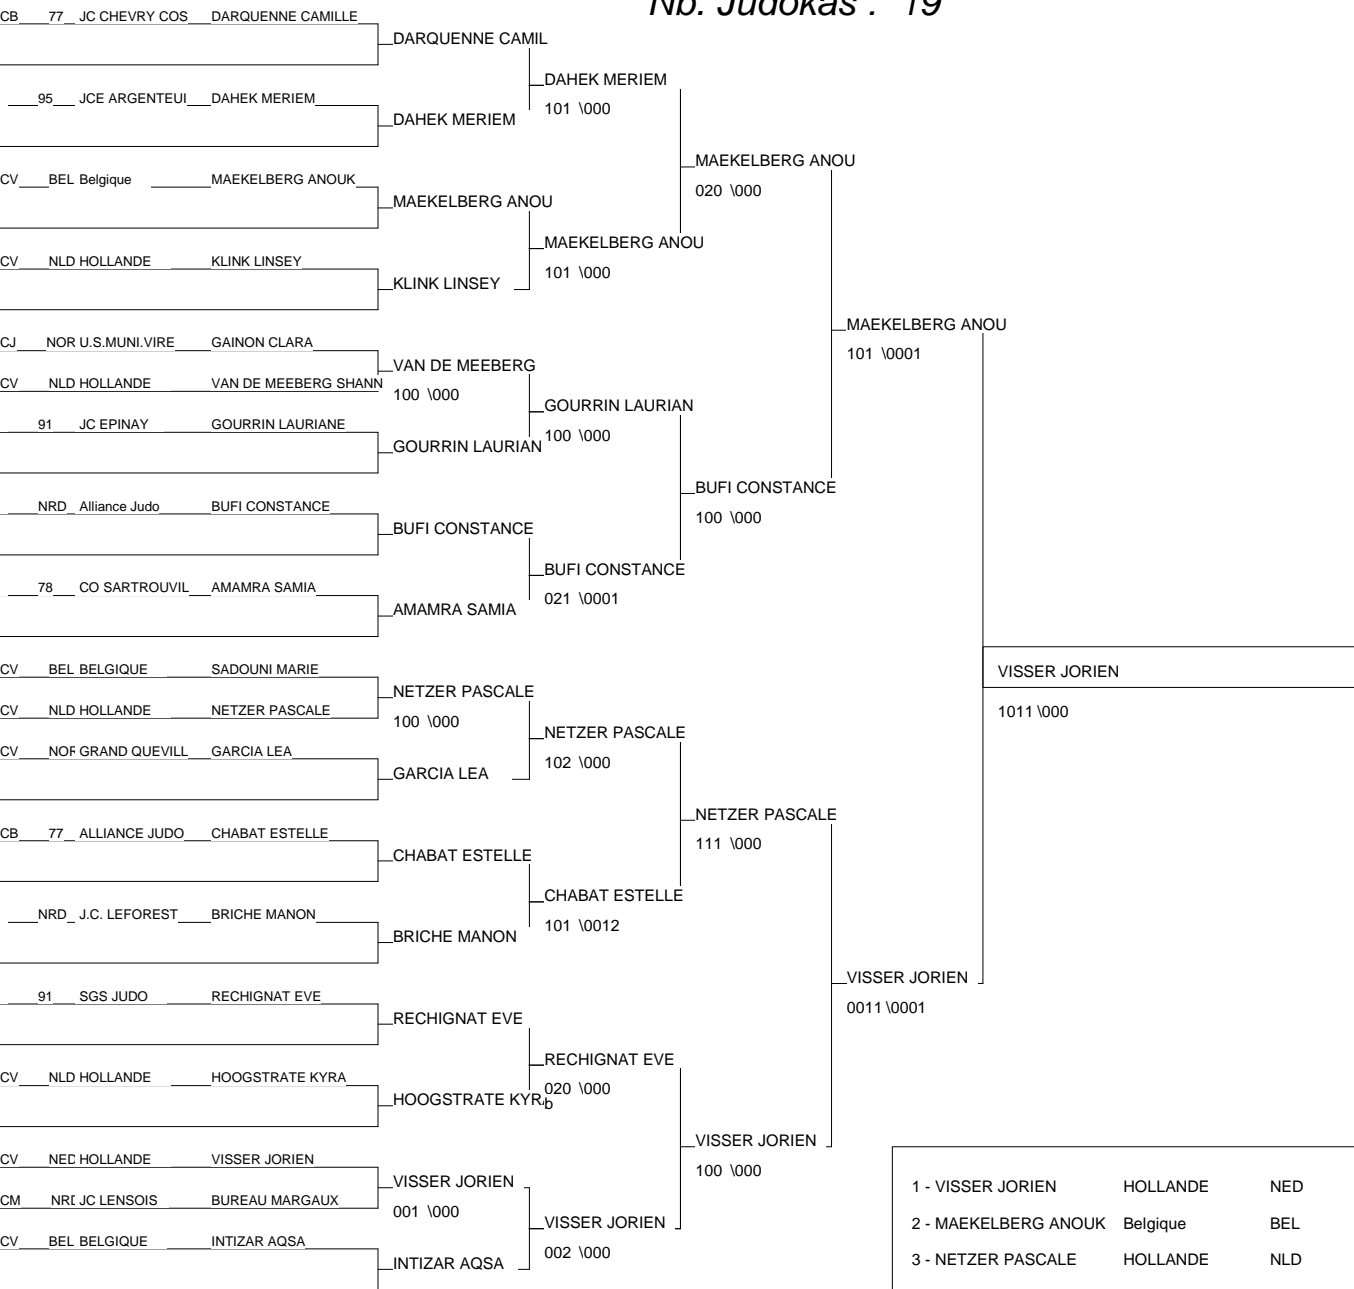 Nb. Judokas : 19
CB 77 JC CHEVRY COS DARQUENNE CAMILLE
DARQUENNE CAMIL
DAHEK MERIEM
101 \000
95 JCE ARGENTEUI DAHEK MERIEM
DAHEK MERIEM
MAEKELBERG ANOU
020 \000
CV BEL Belgique MAEKELBERG ANOUK
MAEKELBERG ANOU
MAEKELBERG ANOU
101 \000
CV NLD HOLLANDE KLINK LINSEY
KLINK LINSEY
MAEKELBERG ANOU
101 \0001
CJ NOR U.S.MUNI.VIRE GAINON CLARA
VAN DE MEEBERG
100 \000
CV NLD HOLLANDE VAN DE MEEBERG SHANN
GOURRIN LAURIAN
100 \000
91 JC EPINAY GOURRIN LAURIANE
GOURRIN LAURIAN
BUFI CONSTANCE
100 \000
NRD Alliance Judo BUFI CONSTANCE
BUFI CONSTANCE
BUFI CONSTANCE
021 \0001
78 CO SARTROUVIL AMAMRA SAMIA
AMAMRA SAMIA
CV BEL BELGIQUE SADOUNI MARIE
VISSER JORIEN
1011 \000
NETZER PASCALE
100 \000
CV NLD HOLLANDE NETZER PASCALE
NETZER PASCALE
102 \000
CV NOR GRAND QUEVILL GARCIA LEA
GARCIA LEA
NETZER PASCALE
111 \000
CB 77 ALLIANCE JUDO CHABAT ESTELLE
CHABAT ESTELLE
CHABAT ESTELLE
101 \0012
NRD J.C. LEFOREST BRICHE MANON
BRICHE MANON
VISSER JORIEN
0011 \0001
91 SGS JUDO RECHIGNAT EVE
RECHIGNAT EVE
RECHIGNAT EVE
020 \000
b
CV NLD HOLLANDE HOOGSTRATE KYRA
HOOGSTRATE KYRA
VISSER JORIEN
100 \000
CV NED HOLLANDE VISSER JORIEN
VISSER JORIEN
001 \000
CM NRD JC LENSOIS BUREAU MARGAUX
VISSER JORIEN
002 \000
CV BEL BELGIQUE INTIZAR AQSA
INTIZAR AQSA
1 - VISSER JORIEN HOLLANDE NED
2 - MAEKELBERG ANOUK Belgique BEL
3 - NETZER PASCALE HOLLANDE NLD